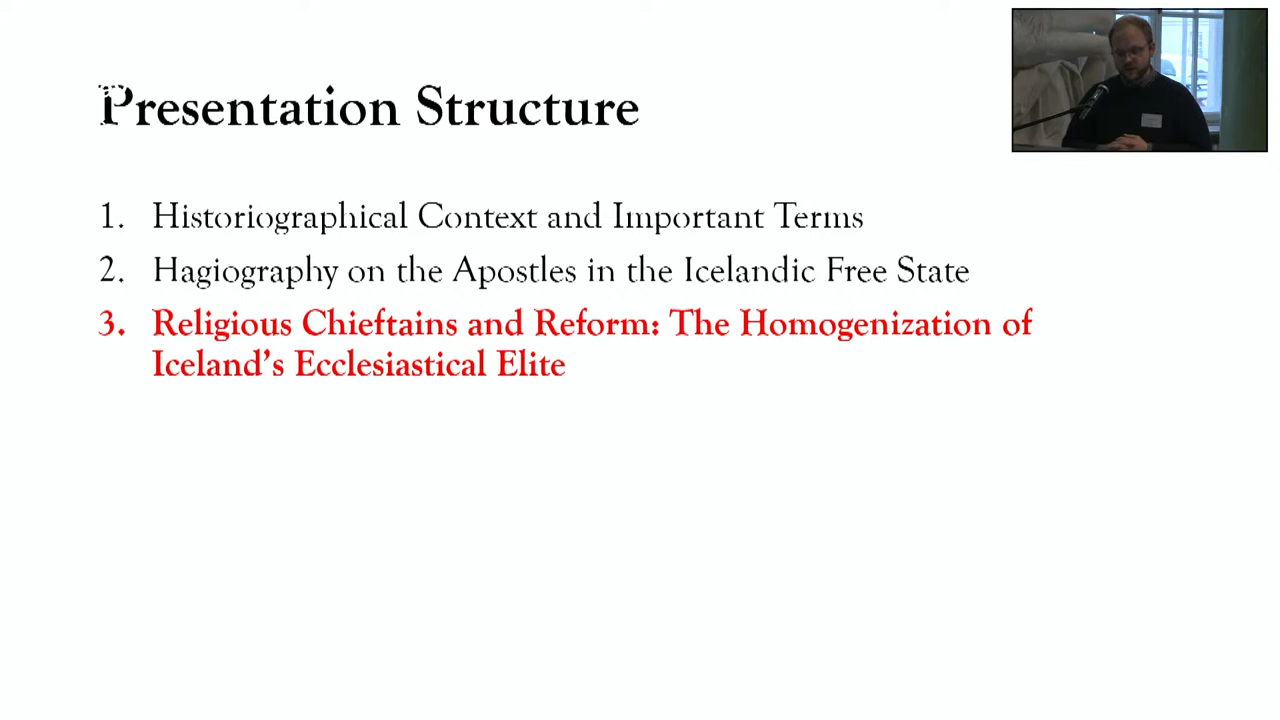 Presentation Structure
1. Historiographical Context and Important Terms
2. Hagiography on the Apostles in the Icelandic Free State
3. Religious Chieftains and Reform: The Homogenization of
Iceland's Ecclesiastical Elite